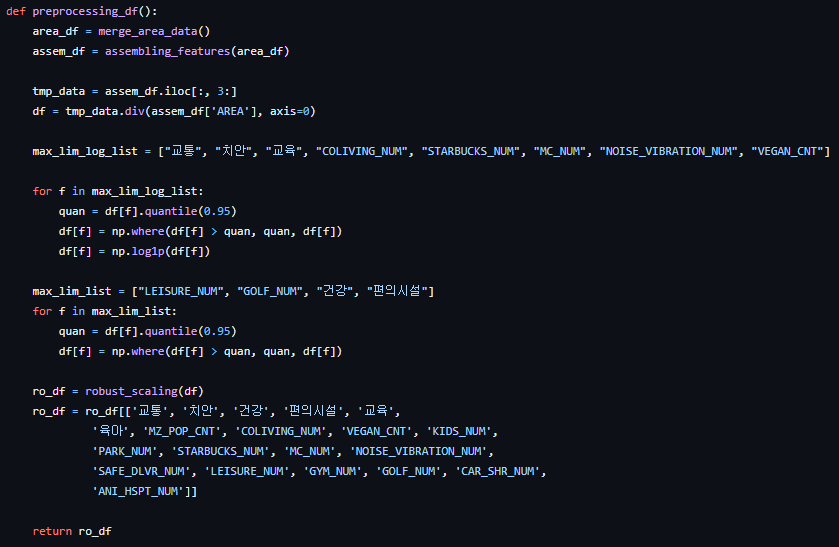 def preprocessing_df():
    area_df = merge_area_data()
    assem_df = assembling_features(area_df)

    tmp_data = assem_df.iloc[:, 3:]
    df = tmp_data.div(assem_df['AREA'], axis=0)

    max_lim_log_list = ["교통", "치안", "교육", "COLIVING_NUM", "STARBUCKS_NUM", "MC_NUM", "NOISE_VIBRATION_NUM", "VEGAN_CNT"]

    for f in max_lim_log_list:
        quan = df[f].quantile(0.95)
        df[f] = np.where(df[f] > quan, quan, df[f])
        df[f] = np.log1p(df[f])

    max_lim_list = ["LEISURE_NUM", "GOLF_NUM", "건강", "편의시설"]
    for f in max_lim_list:
        quan = df[f].quantile(0.95)
        df[f] = np.where(df[f] > quan, quan, df[f])

    ro_df = robust_scaling(df)
    ro_df = ro_df[['교통', '치안', '건강', '편의시설', '교육',
             '육아', 'MZ_POP_CNT', 'COLIVING_NUM', 'VEGAN_CNT', 'KIDS_NUM',
             'PARK_NUM', 'STARBUCKS_NUM', 'MC_NUM', 'NOISE_VIBRATION_NUM',
             'SAFE_DLVR_NUM', 'LEISURE_NUM', 'GYM_NUM', 'GOLF_NUM', 'CAR_SHR_NUM',
             'ANI_HSPT_NUM']]

    return ro_df